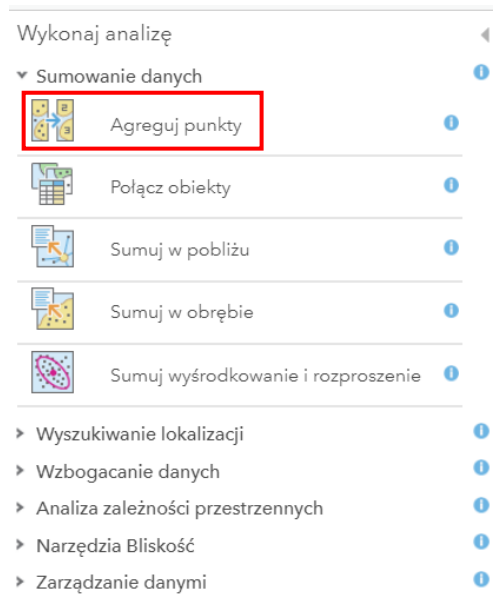 Wykonaj analizę
Sumowanie danych
Agreguj punkty
Połącz obiekty
Sumuj w pobliżu
Sumuj w obrębie
Sumuj wyśrodkowanie i rozproszenie
Wyszukiwanie lokalizacji
Wzbogacanie danych
Analiza zależności przestrzennych
Narzędzia Bliskość
Zarządzanie danymi